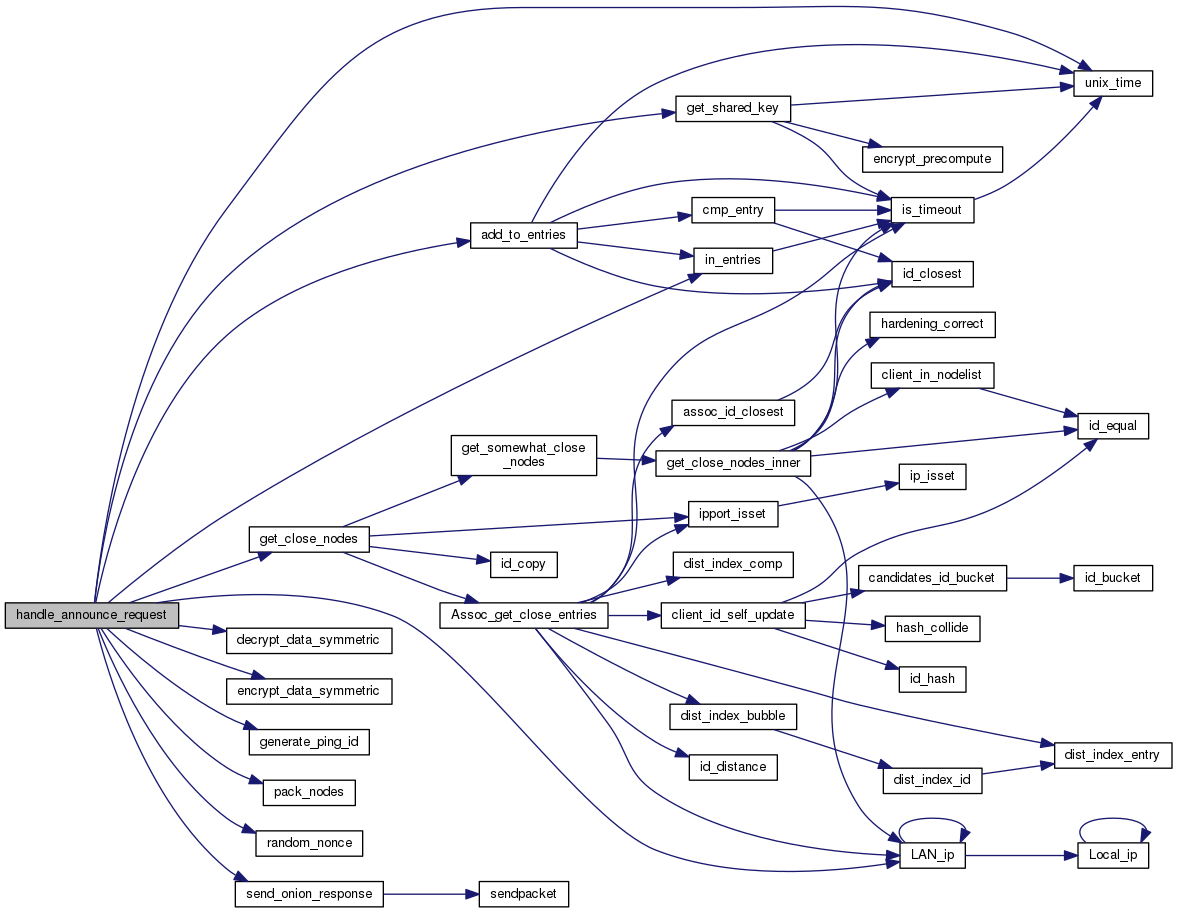 unix_time
get_shared_key
encrypt_precompute
cmp_entry
is_timeout
add_to_entries
in_entries
id_closest
hardening_correct
client_in_nodelist
assoc_id_closest
id_equal
get_somewhat_close
_nodes
get_close_nodes_inner
ip_isset
ipport_isset
get_close_nodes
id_copy
dist_index_comp
candidates_id_bucket
id_bucket
handle_announce_request
Assoc_get_close_entries
client_id_self_update
hash_collide
decrypt_data_symmetric
id_hash
encrypt_data_symmetric
dist_index_bubble
generate_ping_id
dist_index_entry
id_distance
dist_index_id
pack_nodes
random_nonce
LAN_ip
Local_ip
send_onion_response
sendpacket